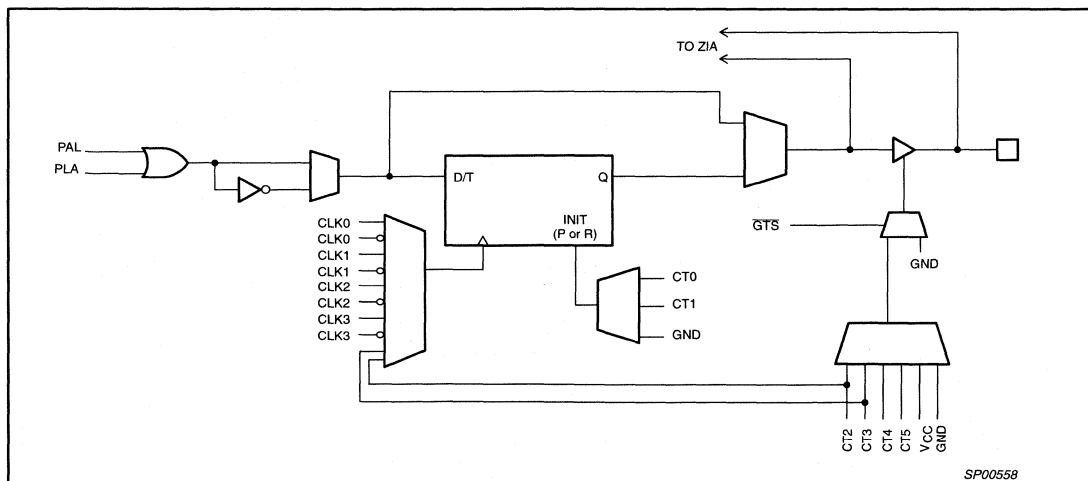 TO ZIA
PAL
PLA
D/T
Q
INIT
(P or R)
CLK0
CLK0
CLK1
CLK1
CLK2
CLK2
CLK3
CLK3
CT0
CT1
GND
G̅T̅S̅
GND
CT2
CT3
CT4
CT5
VCC
GND
SP00558